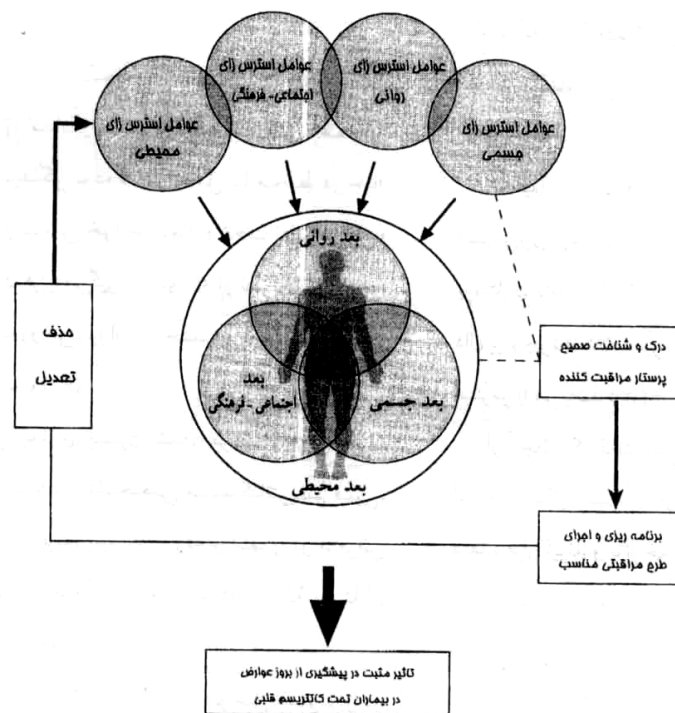 عوامل استرس زای
جسمی
عوامل استرس زای
روانی
عوامل استرس زای
اجتماعی - فرهنگی
عوامل استرس زای
محیطی
بعد روانی
بعد جسمی
بعد
اجتماعی - فرهنگی
بعد محیطی
درک و شناخت صحیح
پرستار مراقبت کننده
حذف
تعدیل
برنامه ریزی و اجرای
طرح مراقبتی مناسب
تاثیر مثبت در پیشگیری از بروز عوارض
در بیماران تحت کاتتریسم قلبی